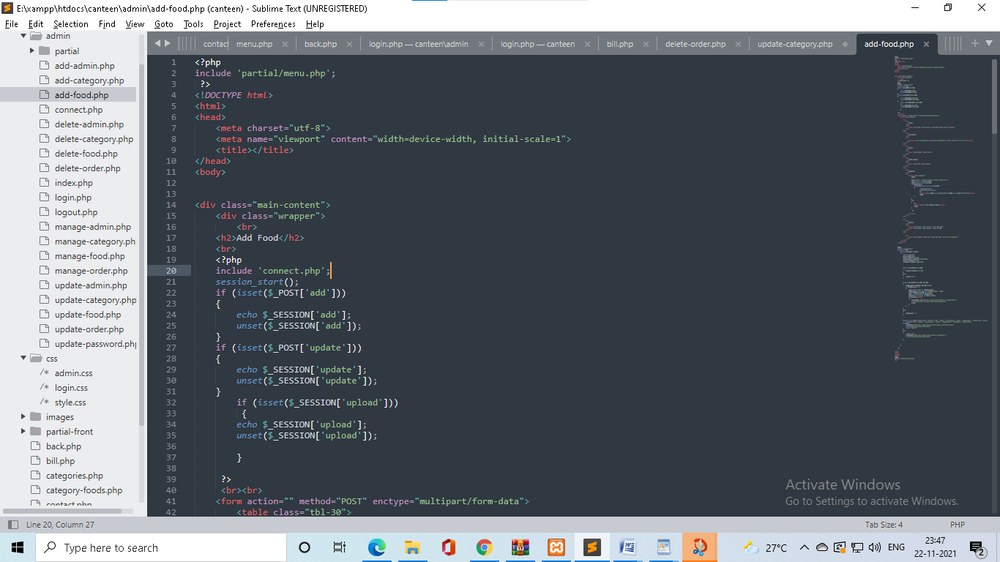 E:\xampp\htdocs\canteen\admin\add-food.php (canteen) - Sublime Text (UNREGISTERED)
File Edit Selection Find View Goto Tools Project Preferences Help
admin
partial
add-admin.php
add-category.php
add-food.php
connect.php
delete-admin.php
delete-category.php
delete-food.php
delete-order.php
index.php
login.php
logout.php
manage-admin.php
manage-category.ph
manage-food.php
manage-order.php
update-admin.php
update-category.php
update-food.php
update-order.php
update-password.php
css
/* admin.css
/* login.css
/* style.css
images
partial-front
back.php
bill.php
categories.php
category-foods.php
contact.php
contac menu.php back.php login.php — canteen\admin login.php — canteen bill.php delete-order.php update-category.php add-food.php
1 <?php
2 include 'partial/menu.php';
3 ?>
4 <!DOCTYPE html>
5 <html>
6 <head>
7 <meta charset="utf-8">
8 <meta name="viewport" content="width=device-width, initial-scale=1">
9 <title></title>
10 </head>
11 <body>
12
13
14 <div class="main-content">
15 <div class="wrapper">
16 <br>
17 <h2>Add Food</h2>
18 <br>
19 <?php
20 include 'connect.php';
21 session_start();
22 if (isset($_POST['add']))
23 {
24 echo $_SESSION['add'];
25 unset($_SESSION['add']);
26 }
27 if (isset($_POST['update']))
28 {
29 echo $_SESSION['update'];
30 unset($_SESSION['update']);
31 }
32 if (isset($_SESSION['upload']))
33 {
34 echo $_SESSION['upload'];
35 unset($_SESSION['upload']);
36
37 }
38
39 ?>
40 <br><br>
41 <form action="" method="POST" enctype="multipart/form-data">
42 <table class="tbl-30">
Activate Windows
Go to Settings to activate Windows.
Line 20, Column 27 Tab Size: 4 PHP
Type here to search
27°C ENG 23:47
22-11-2021
2